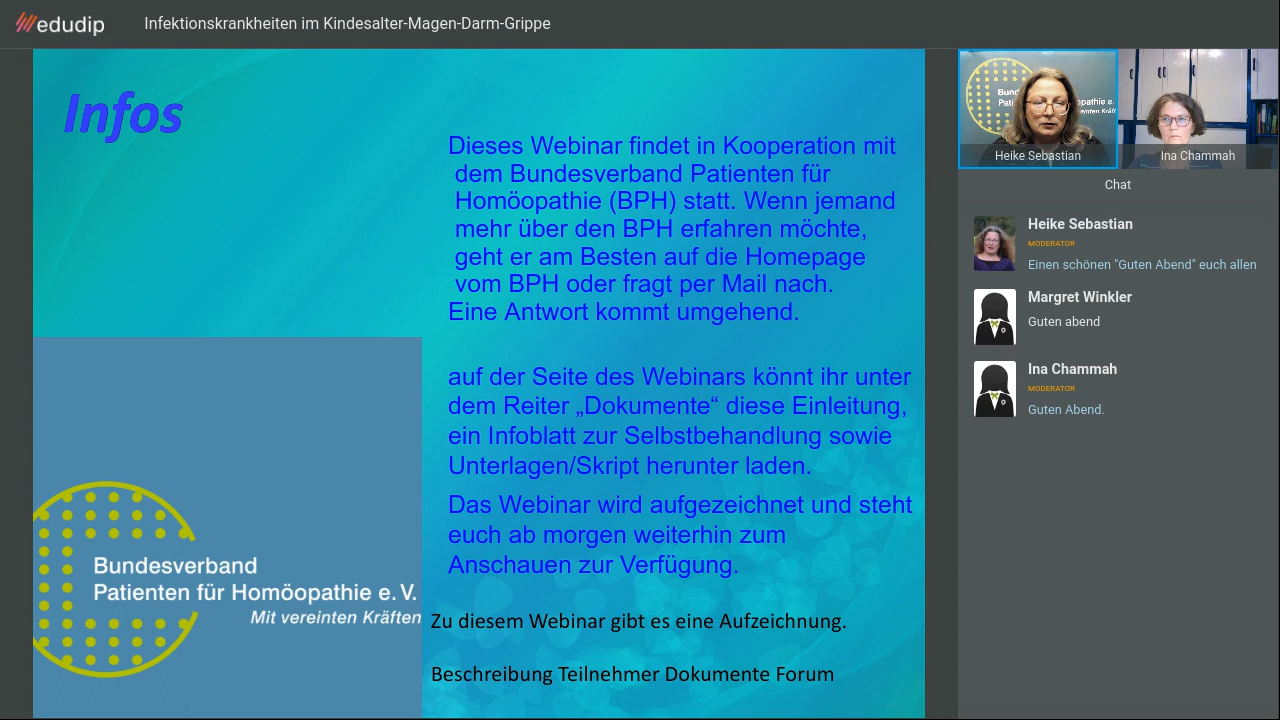 edudip
Infektionskrankheiten im Kindesalter-Magen-Darm-Grippe
Infos
Dieses Webinar findet in Kooperation mit
dem Bundesverband Patienten für
Homöopathie (BPH) statt. Wenn jemand
mehr über den BPH erfahren möchte,
geht er am Besten auf die Homepage
vom BPH oder fragt per Mail nach.
Eine Antwort kommt umgehend.
auf der Seite des Webinars könnt ihr unter
dem Reiter „Dokumente“ diese Einleitung,
ein Infoblatt zur Selbstbehandlung sowie
Unterlagen/Skript herunter laden.
Das Webinar wird aufgezeichnet und steht
euch ab morgen weiterhin zum
Anschauen zur Verfügung.
Bundesverband
Patienten für Homöopathie e.V.
Mit vereinten Kräften
Zu diesem Webinar gibt es eine Aufzeichnung.
Beschreibung Teilnehmer Dokumente Forum
Heike Sebastian
Ina Chammah
Chat
Heike Sebastian
MODERATOR
Einen schönen "Guten Abend" euch allen
Margret Winkler
Guten abend
Ina Chammah
MODERATOR
Guten Abend.